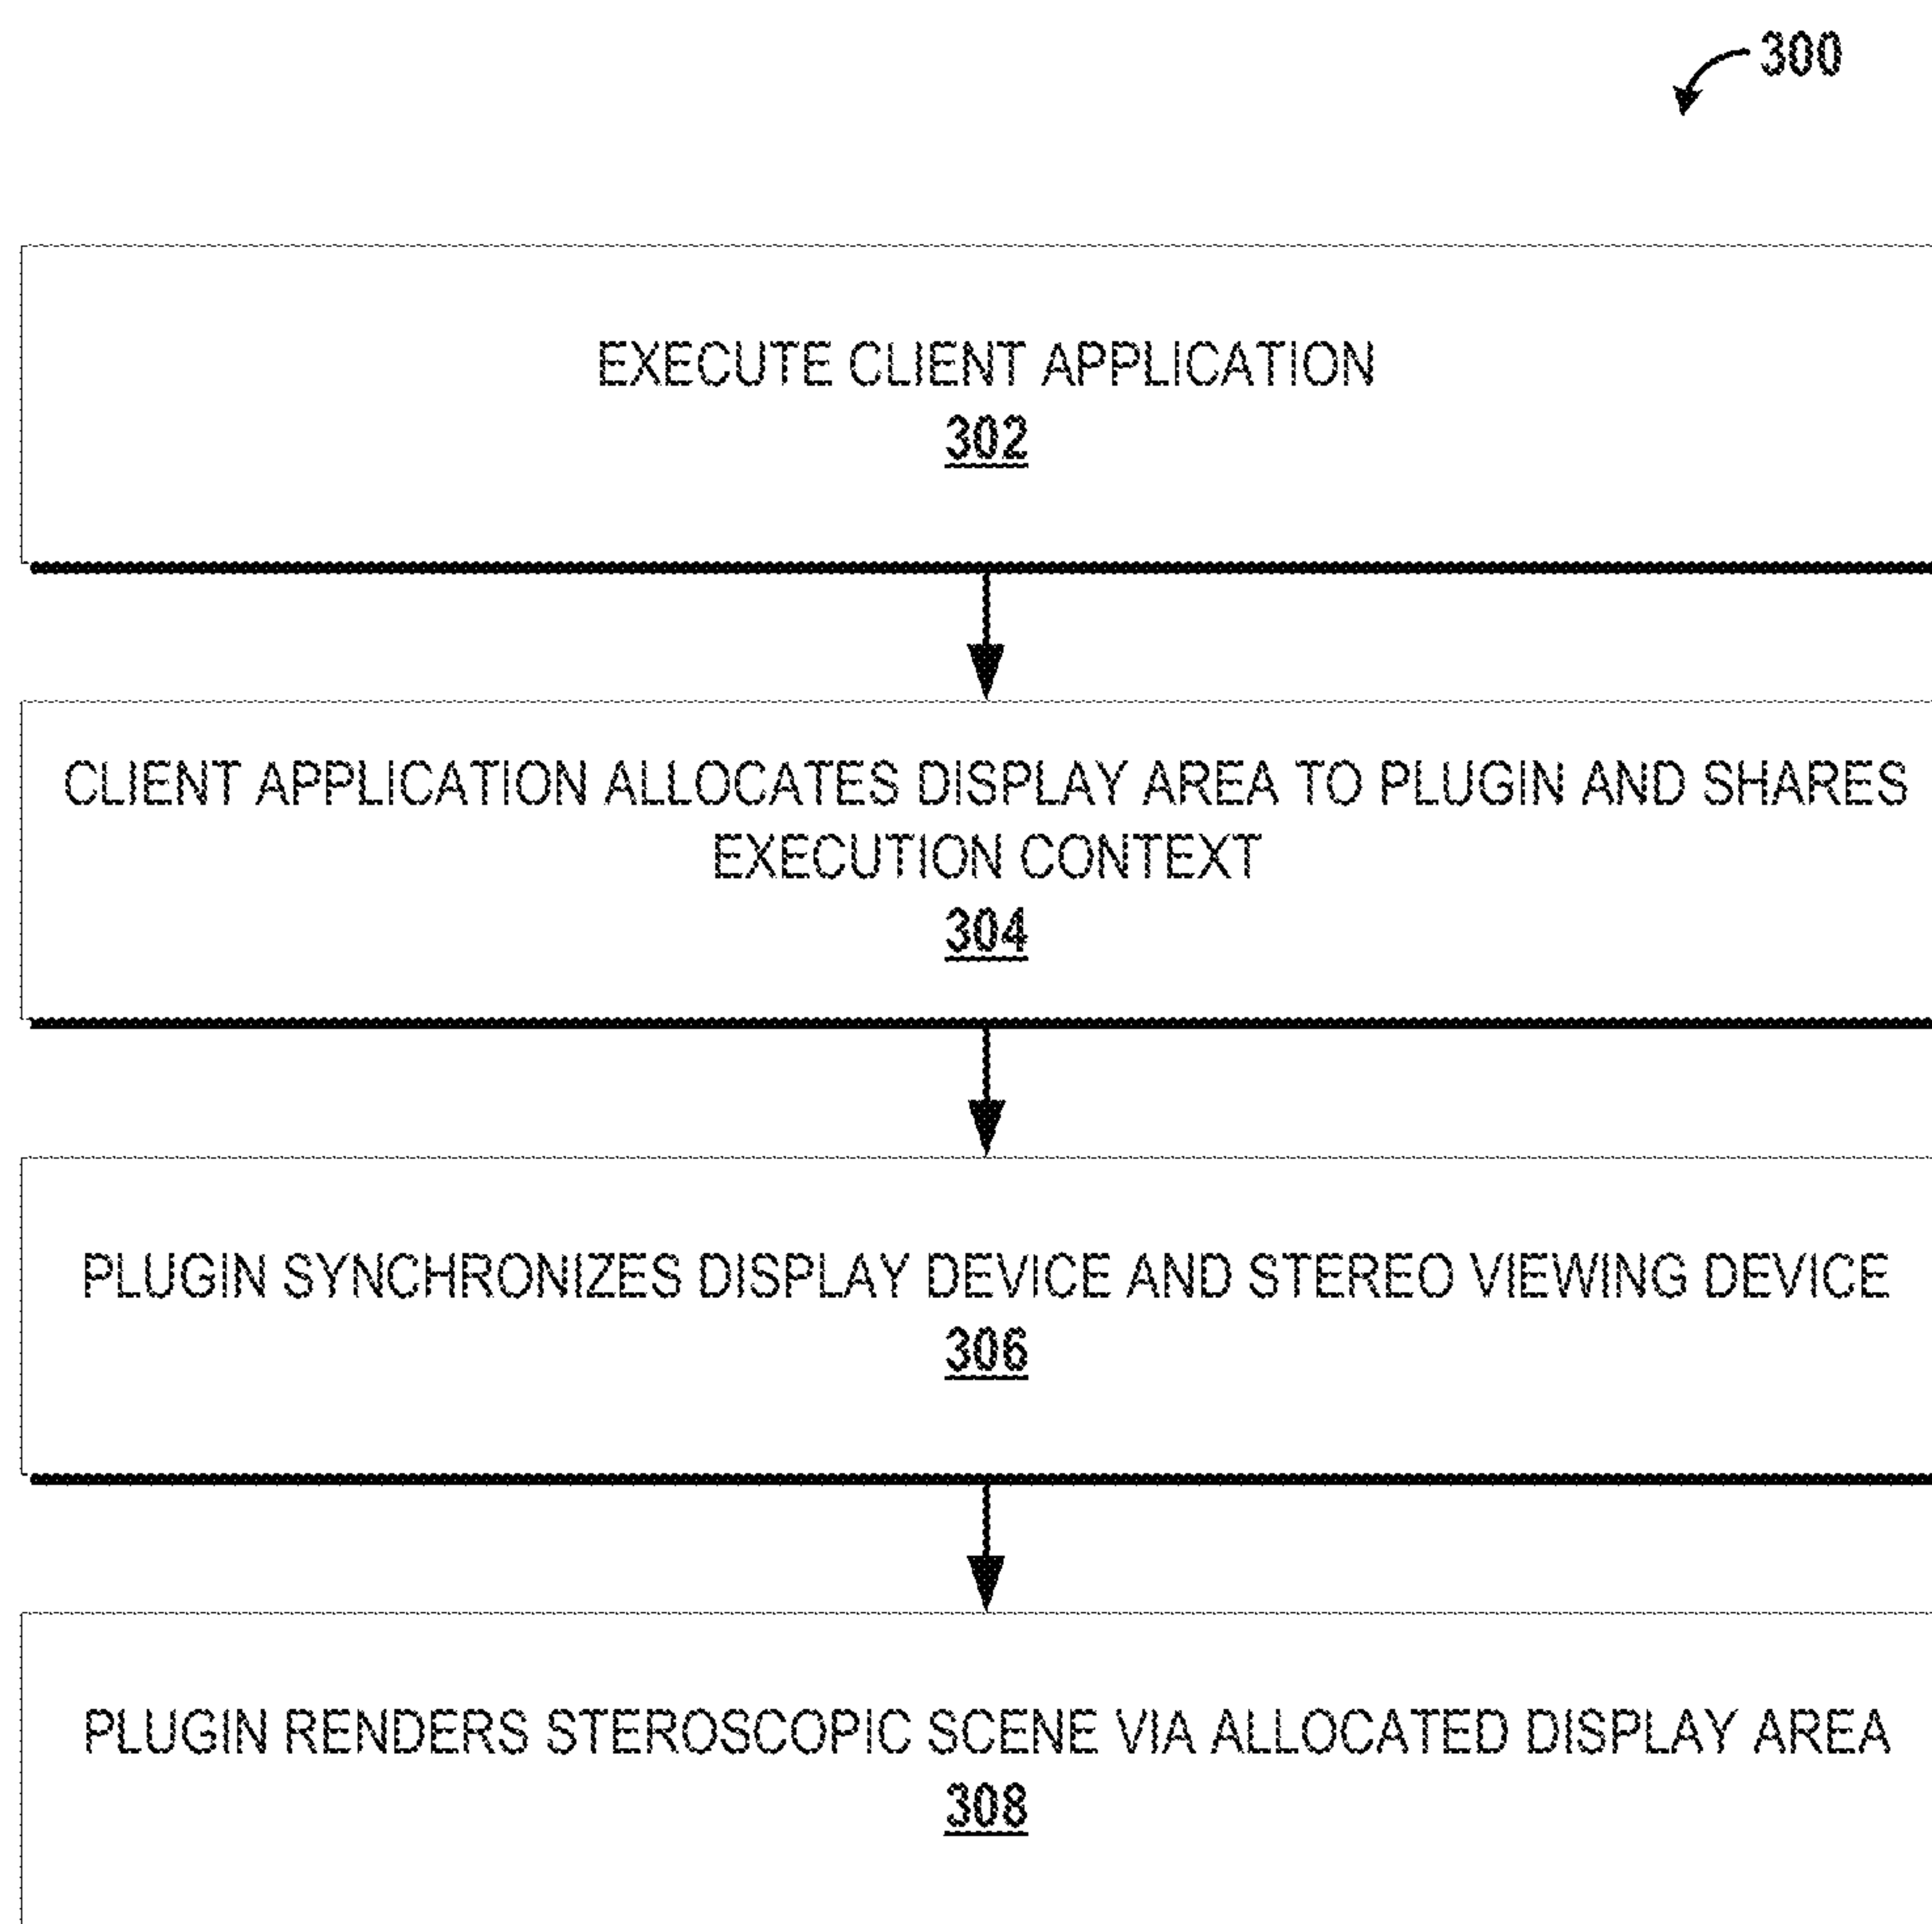 300
EXECUTE CLIENT APPLICATION
302
CLIENT APPLICATION ALLOCATES DISPLAY AREA TO PLUGIN AND SHARES
EXECUTION CONTEXT
304
PLUGIN SYNCHRONIZES DISPLAY DEVICE AND STEREO VIEWING DEVICE
306
PLUGIN RENDERS STEROSCOPIC SCENE VIA ALLOCATED DISPLAY AREA
308